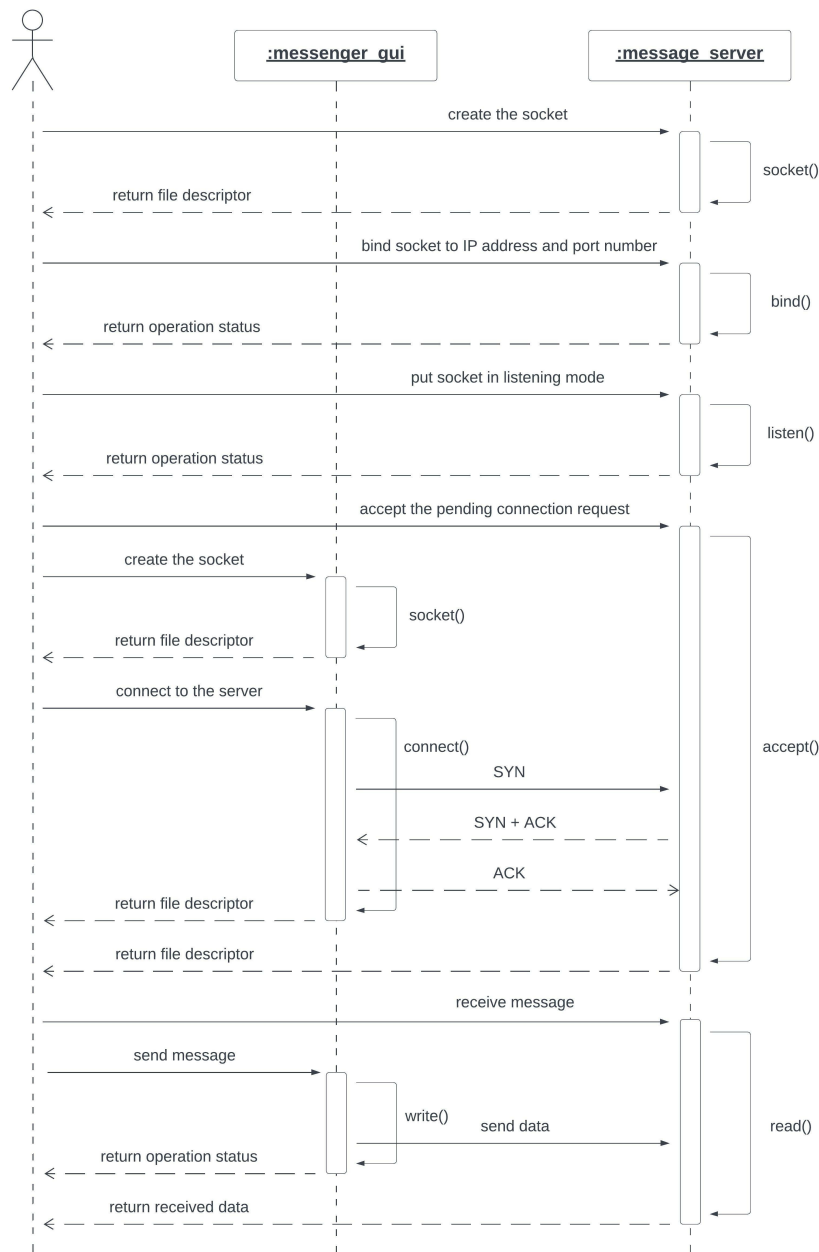 :messenger_gui
:message_server
create the socket
socket()
return file descriptor
bind socket to IP address and port number
bind()
return operation status
put socket in listening mode
listen()
return operation status
accept the pending connection request
create the socket
socket()
return file descriptor
connect to the server
connect()
accept()
SYN
SYN + ACK
ACK
return file descriptor
return file descriptor
receive message
send message
write()
send data
read()
return operation status
return received data